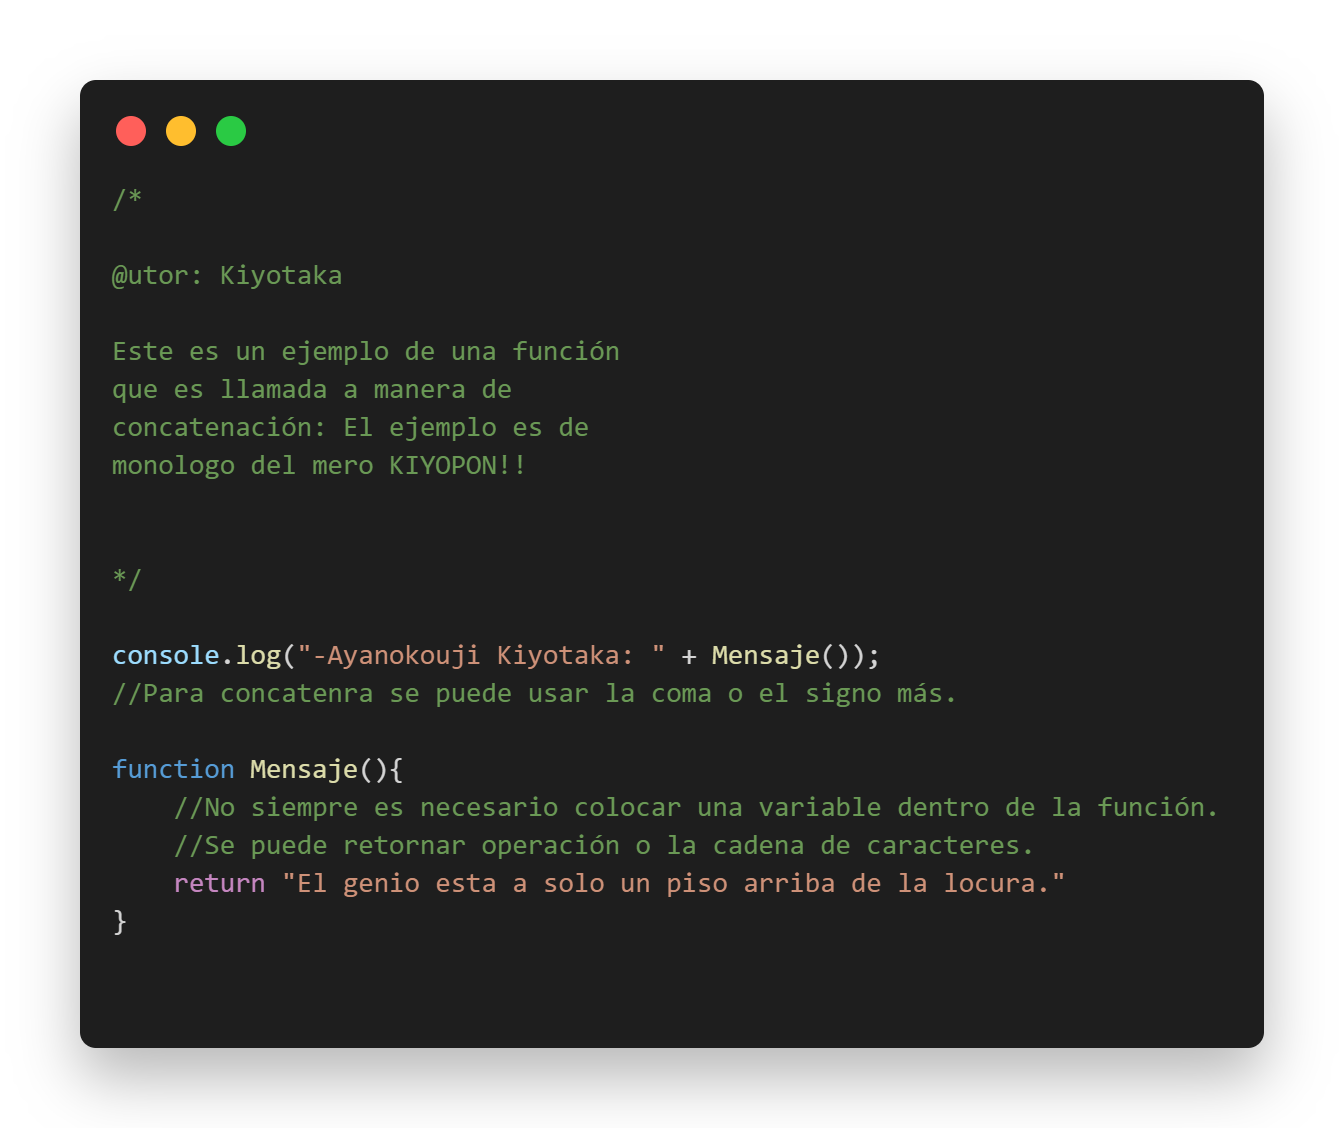 /*
@utor: Kiyotaka
Este es un ejemplo de una función
que es llamada a manera de
concatenación: El ejemplo es de
monologo del mero KIYOPON!!
*/
console.log("-Ayanokouji Kiyotaka: " + Mensaje());
//Para concatenra se puede usar la coma o el signo más.
function Mensaje(){
    //No siempre es necesario colocar una variable dentro de la función.
    //Se puede retornar operación o la cadena de caracteres.
    return "El genio esta a solo un piso arriba de la locura."
}